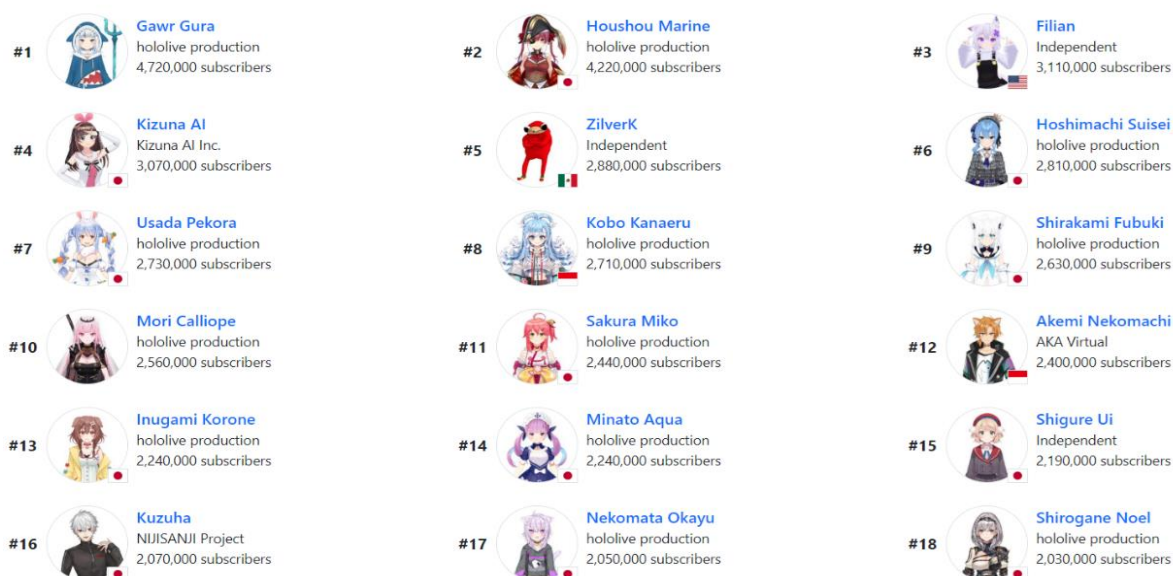 #1
Gawr Gura
hololive production
4,720,000 subscribers
#2
Houshou Marine
hololive production
4,220,000 subscribers
#3
Filian
Independent
3,110,000 subscribers
#4
Kizuna AI
Kizuna AI Inc.
3,070,000 subscribers
#5
ZilverK
Independent
2,880,000 subscribers
#6
Hoshimachi Suisei
hololive production
2,810,000 subscribers
#7
Usada Pekora
hololive production
2,730,000 subscribers
#8
Kobo Kanaeru
hololive production
2,710,000 subscribers
#9
Shirakami Fubuki
hololive production
2,630,000 subscribers
#10
Mori Calliope
hololive production
2,560,000 subscribers
#11
Sakura Miko
hololive production
2,440,000 subscribers
#12
Akemi Nekomachi
AKA Virtual
2,400,000 subscribers
#13
Inugami Korone
hololive production
2,240,000 subscribers
#14
Minato Aqua
hololive production
2,240,000 subscribers
#15
Shigure Ui
Independent
2,190,000 subscribers
#16
Kuzuha
NIJISANJI Project
2,070,000 subscribers
#17
Nekomata Okayu
hololive production
2,050,000 subscribers
#18
Shirogane Noel
hololive production
2,030,000 subscribers